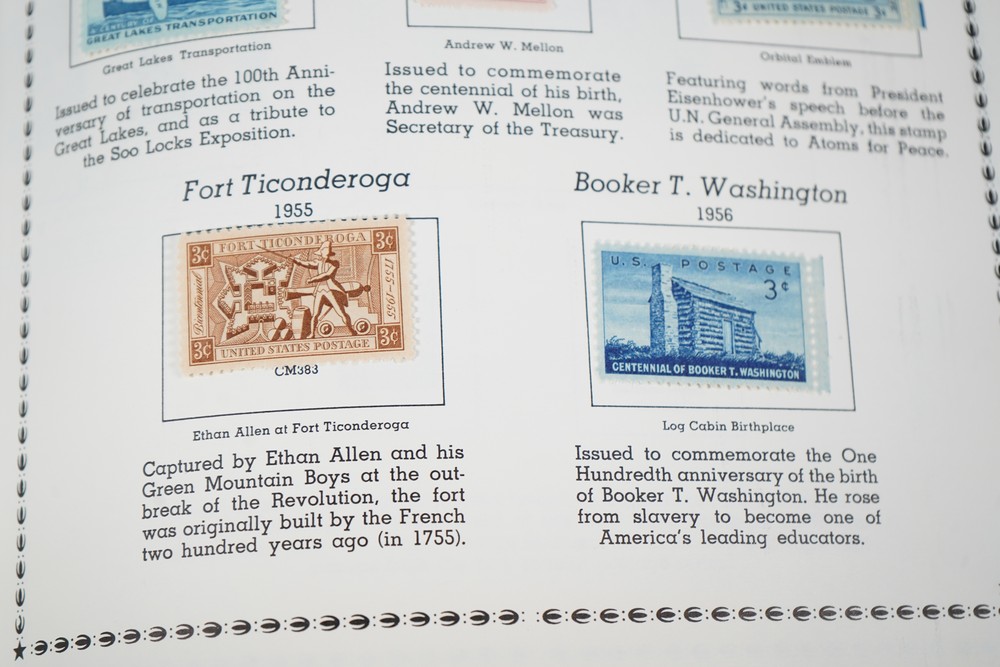 A CENTURY OF
GREAT LAKES TRANSPORTATION
3¢ UNITED STATES POSTAGE 3¢
Great Lakes Transportation
Andrew W. Mellon
Orbital Emblem
Issued to celebrate the 100th Anni-
versary of transportation on the
Great Lakes, and as a tribute to
the Soo Locks Exposition.
Issued to commemorate
the centennial of his birth,
Andrew W. Mellon was
Secretary of the Treasury.
Featuring words from President
Eisenhower's speech before the
U.N. General Assembly, this stamp
is dedicated to Atoms for Peace.
Fort Ticonderoga
1955
3¢ FORT TICONDEROGA 3¢
Bicentennial
1755-1955
3¢ UNITED STATES POSTAGE 3¢
CM383
Ethan Allen at Fort Ticonderoga
Captured by Ethan Allen and his
Green Mountain Boys at the out-
break of the Revolution, the fort
was originally built by the French
two hundred years ago (in 1755).
Booker T. Washington
1956
U.S. POSTAGE
3¢
CENTENNIAL OF BOOKER T. WASHINGTON
Log Cabin Birthplace
Issued to commemorate the One
Hundredth anniversary of the birth
of Booker T. Washington. He rose
from slavery to become one of
America's leading educators.